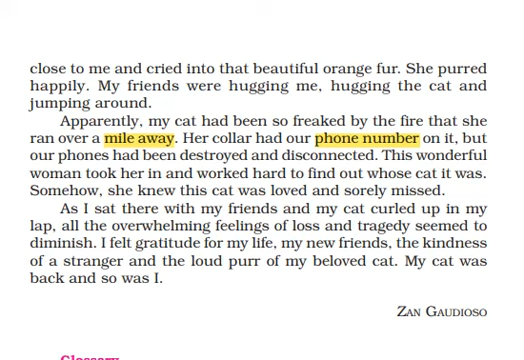 close to me and cried into that beautiful orange fur. She purred
happily. My friends were hugging me, hugging the cat and
jumping around.
Apparently, my cat had been so freaked by the fire that she
ran over a mile away. Her collar had our phone number on it, but
our phones had been destroyed and disconnected. This wonderful
woman took her in and worked hard to find out whose cat it was.
Somehow, she knew this cat was loved and sorely missed.
As I sat there with my friends and my cat curled up in my
lap, all the overwhelming feelings of loss and tragedy seemed to
diminish. I felt gratitude for my life, my new friends, the kindness
of a stranger and the loud purr of my beloved cat. My cat was
back and so was I.
Zan Gaudioso
Glossary